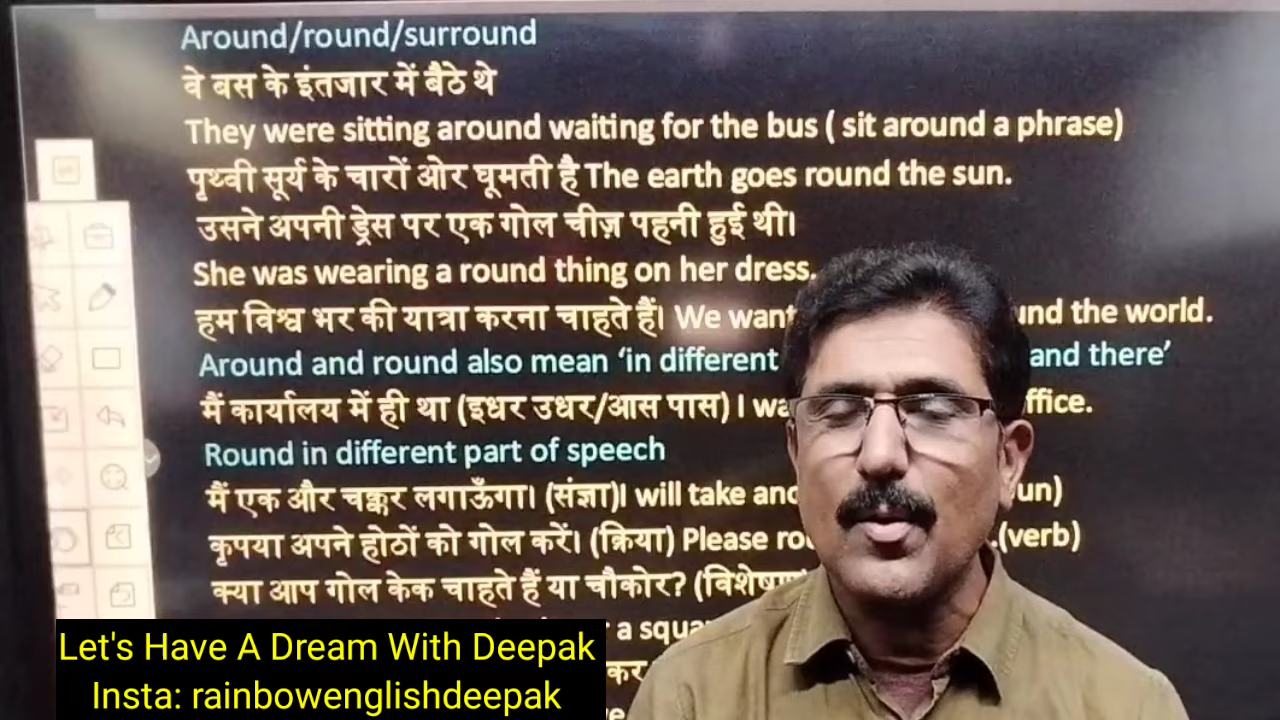 Around/round/surround
वे बस के इंतजार में बैठे थे
They were sitting around waiting for the bus ( sit around a phrase)
पृथ्वी सूर्य के चारों ओर घूमती है The earth goes round the sun.
उसने अपनी ड्रेस पर एक गोल चीज़ पहनी हुई थी।
She was wearing a round thing on her dress.
हम विश्व भर की यात्रा करना चाहते हैं। We want und the world.
Around and round also mean ‘in different and there’
मैं कार्यालय में ही था (इधर उधर/आस पास) I wa ffice.
Round in different part of speech
मैं एक और चक्कर लगाऊँगा। (संज्ञा)। will take ano un)
कृपया अपने होठों को गोल करें। (क्रिया) Please ro .(verb)
क्या आप गोल केक चाहते हैं या चौकोर? (विशेषण
a squa
कर
Let's Have A Dream With Deepak
Insta: rainbowenglishdeepak